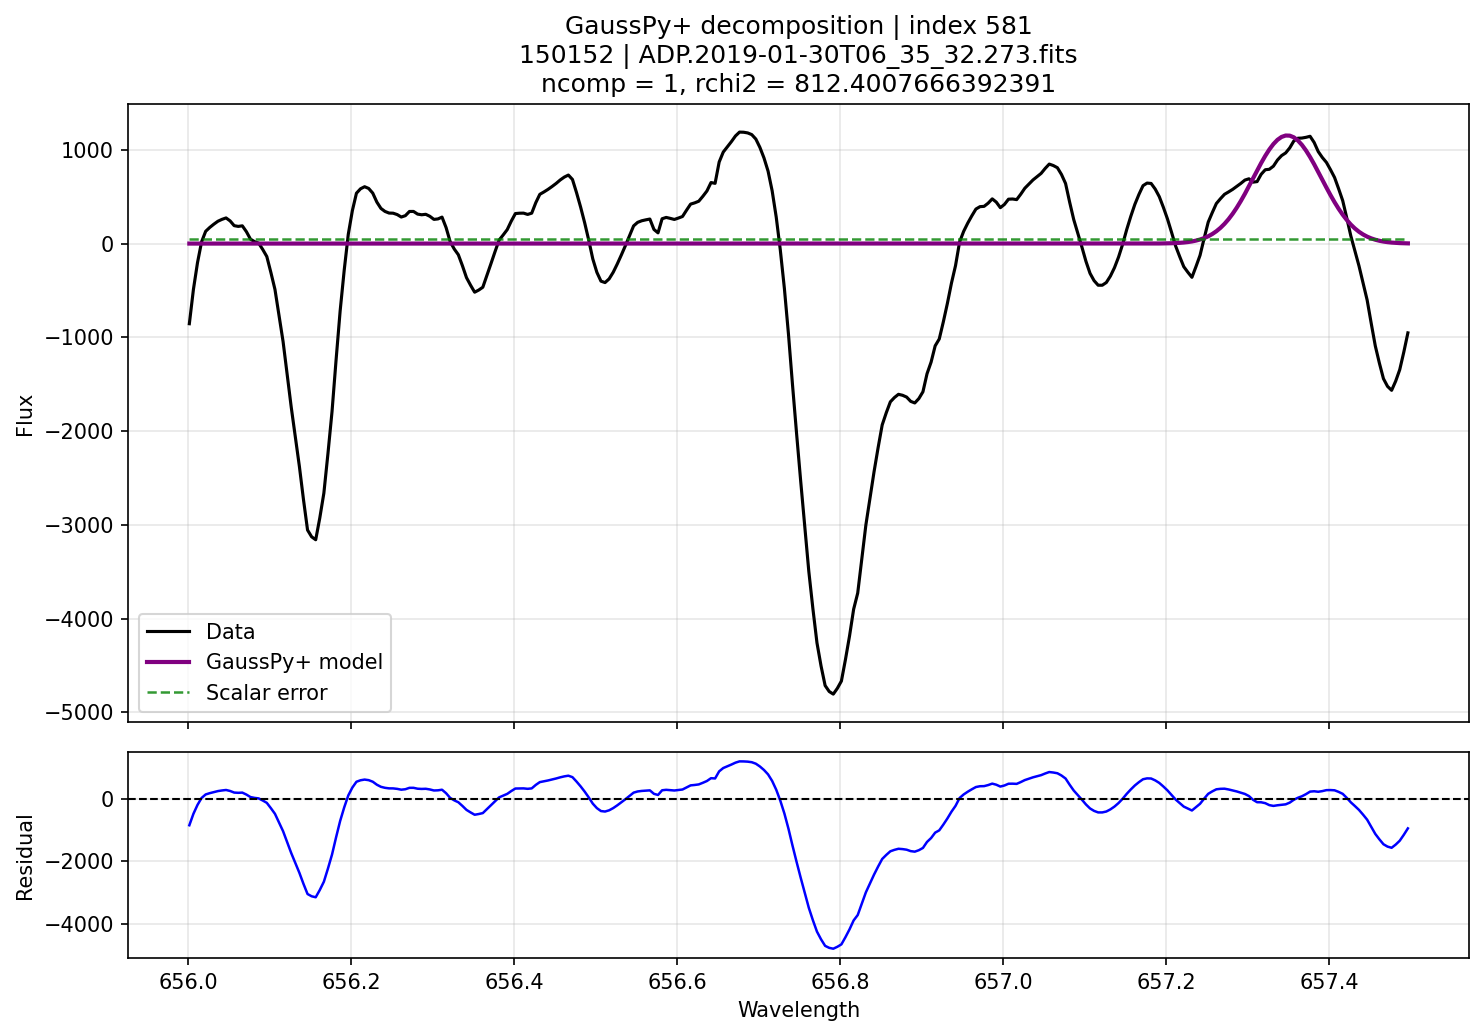 GaussPy+ decomposition | index 581
150152 | ADP.2019-01-30T06_35_32.273.fits
ncomp = 1, rchi2 = 812.4007666392391
1000
0
−1000
−2000
−3000
−4000
−5000
Flux
Data
GaussPy+ model
Scalar error
0
−2000
−4000
Residual
656.0 656.2 656.4 656.6 656.8 657.0 657.2 657.4
Wavelength